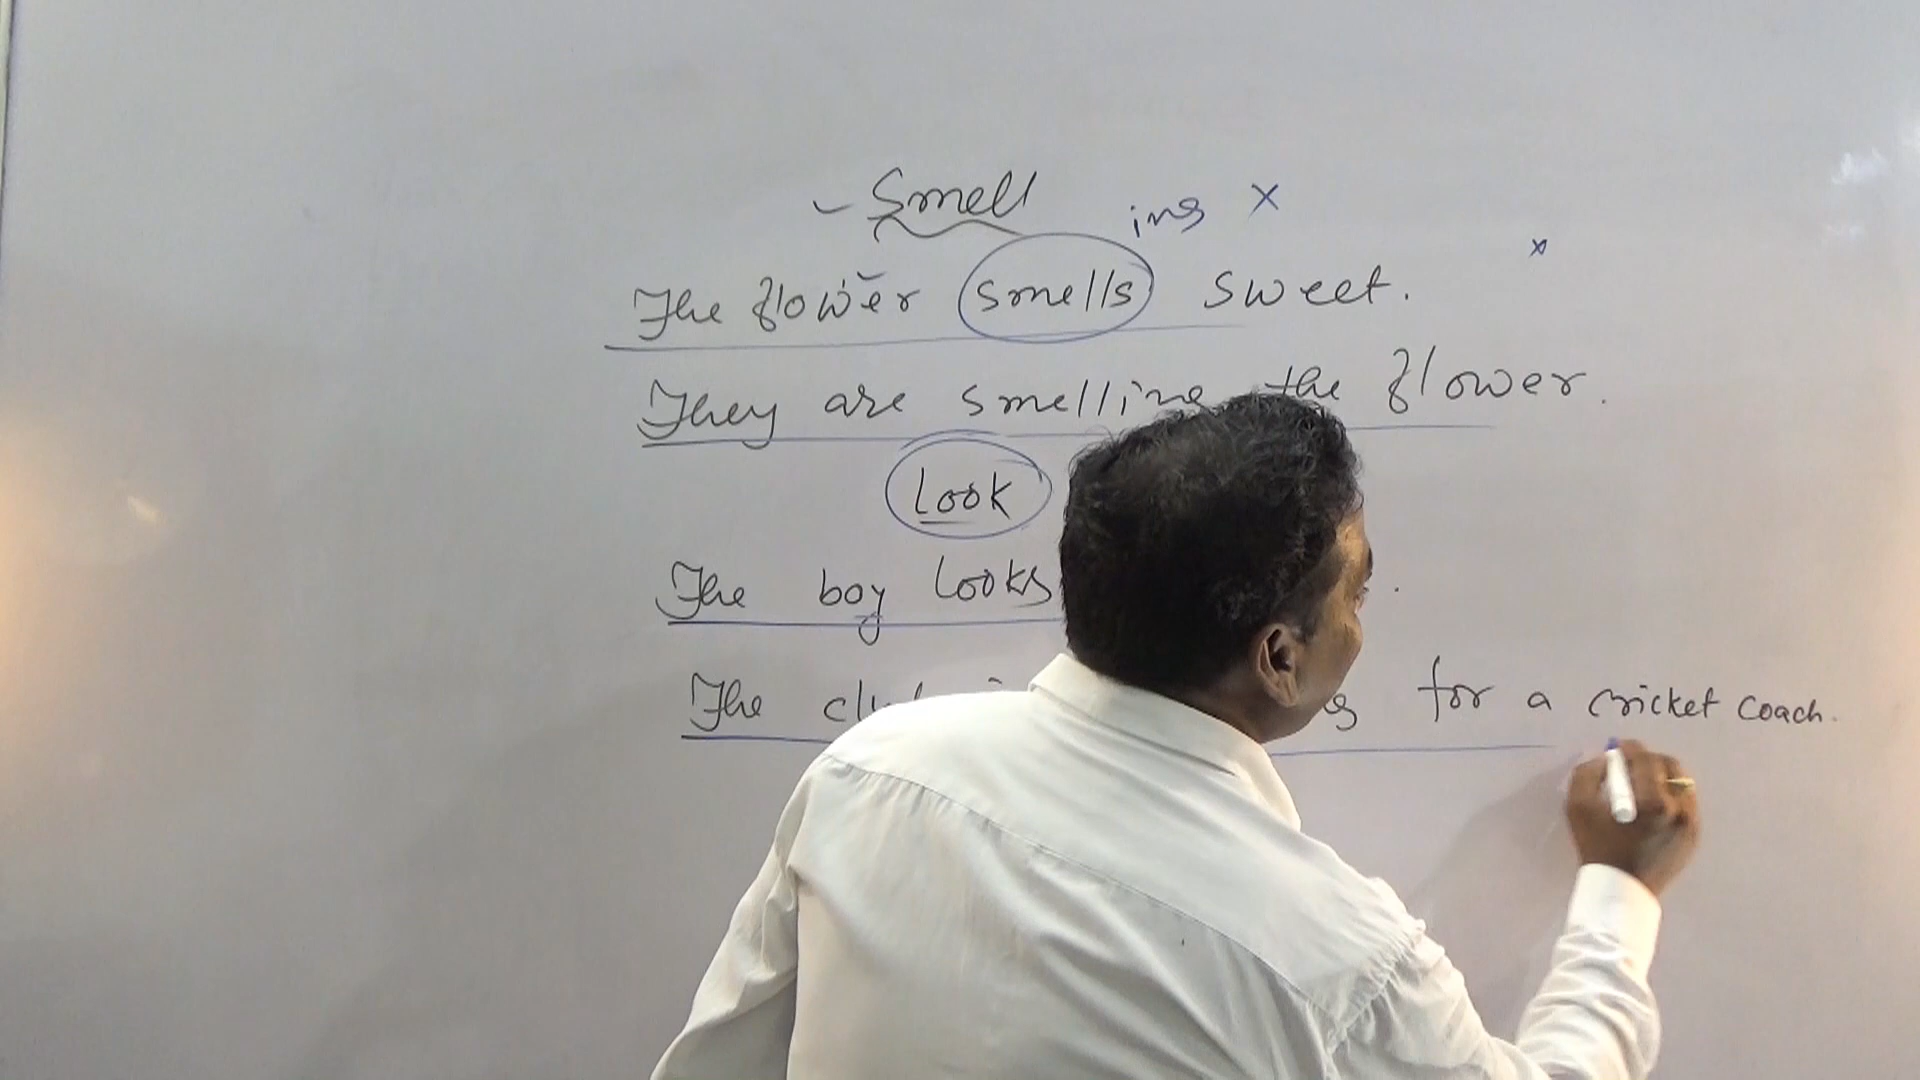 - Smell ing x
x
The flower smells sweet.
They are smelling the flower.
Look
The boy looks .
The for a cricket coach.